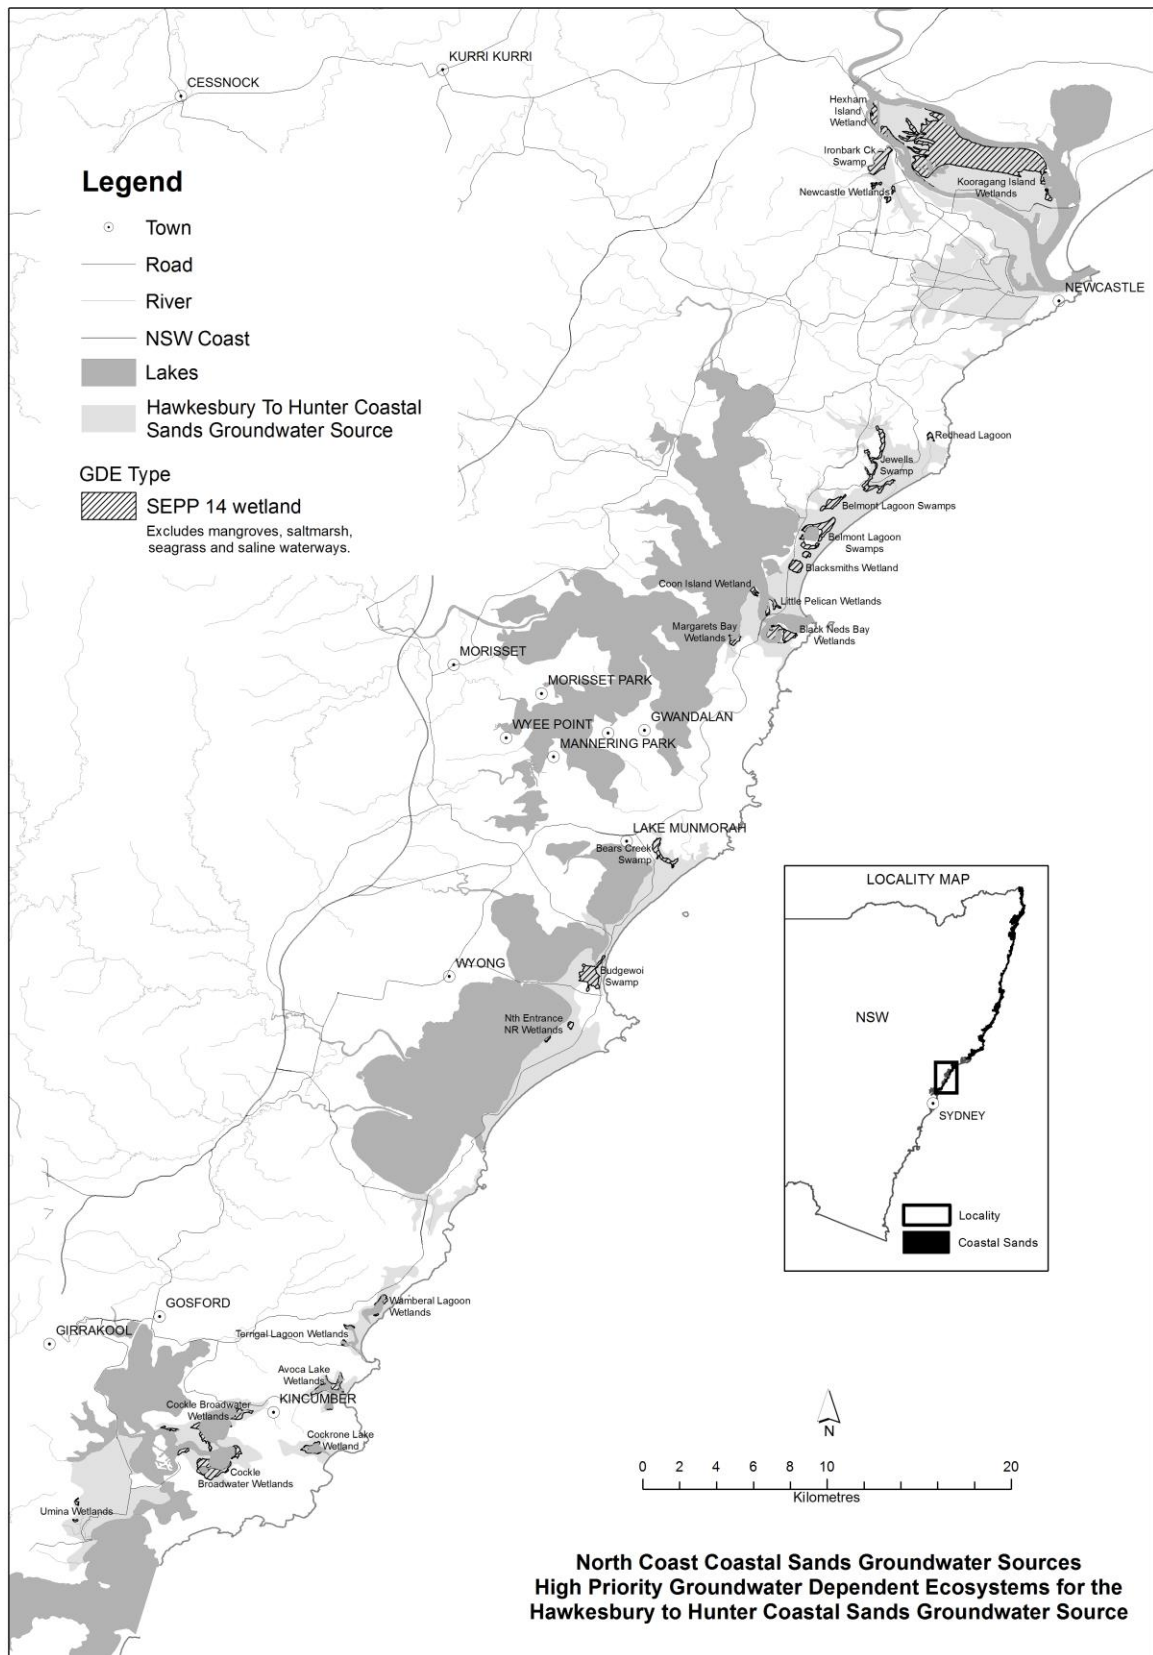 KURRI KURRI
CESSNOCK
Hexham
Island
Wetland
Ironbark Ck
Swamp
Newcastle Wetlands
Kooragang Island
Wetlands
NEWCASTLE
Legend
Town
Road
River
NSW Coast
Lakes
Hawkesbury To Hunter Coastal
Sands Groundwater Source
GDE Type
SEPP 14 wetland
Excludes mangroves, saltmarsh,
seagrass and saline waterways.
Redhead Lagoon
Jewells
Swamp
Belmont Lagoon Swamps
Belmont Lagoon
Swamps
Blacksmiths Wetland
Coon Island Wetland
Little Pelican Wetlands
Margarets Bay
Wetlands
Black Neds Bay
Wetlands
MORISSET
MORISSET PARK
WYEE POINT
GWANDALAN
MANNERING PARK
LAKE MUNMORAH
Bears Creek
Swamp
WYONG
Budgewoi
Swamp
Nth Entrance
NR Wetlands
LOCALITY MAP
NSW
SYDNEY
Locality
Coastal Sands
Wamberal Lagoon
Wetlands
GOSFORD
GIRRAKOOL
Terrigal Lagoon Wetlands
Avoca Lake
Wetlands
KINCUMBER
Cockle Broadwater
Wetlands
Cockrone Lake
Wetland
Cockle
Broadwater Wetlands
Umina Wetlands
N
0 2 4 6 8 10 20
Kilometres
North Coast Coastal Sands Groundwater Sources
High Priority Groundwater Dependent Ecosystems for the
Hawkesbury to Hunter Coastal Sands Groundwater Source